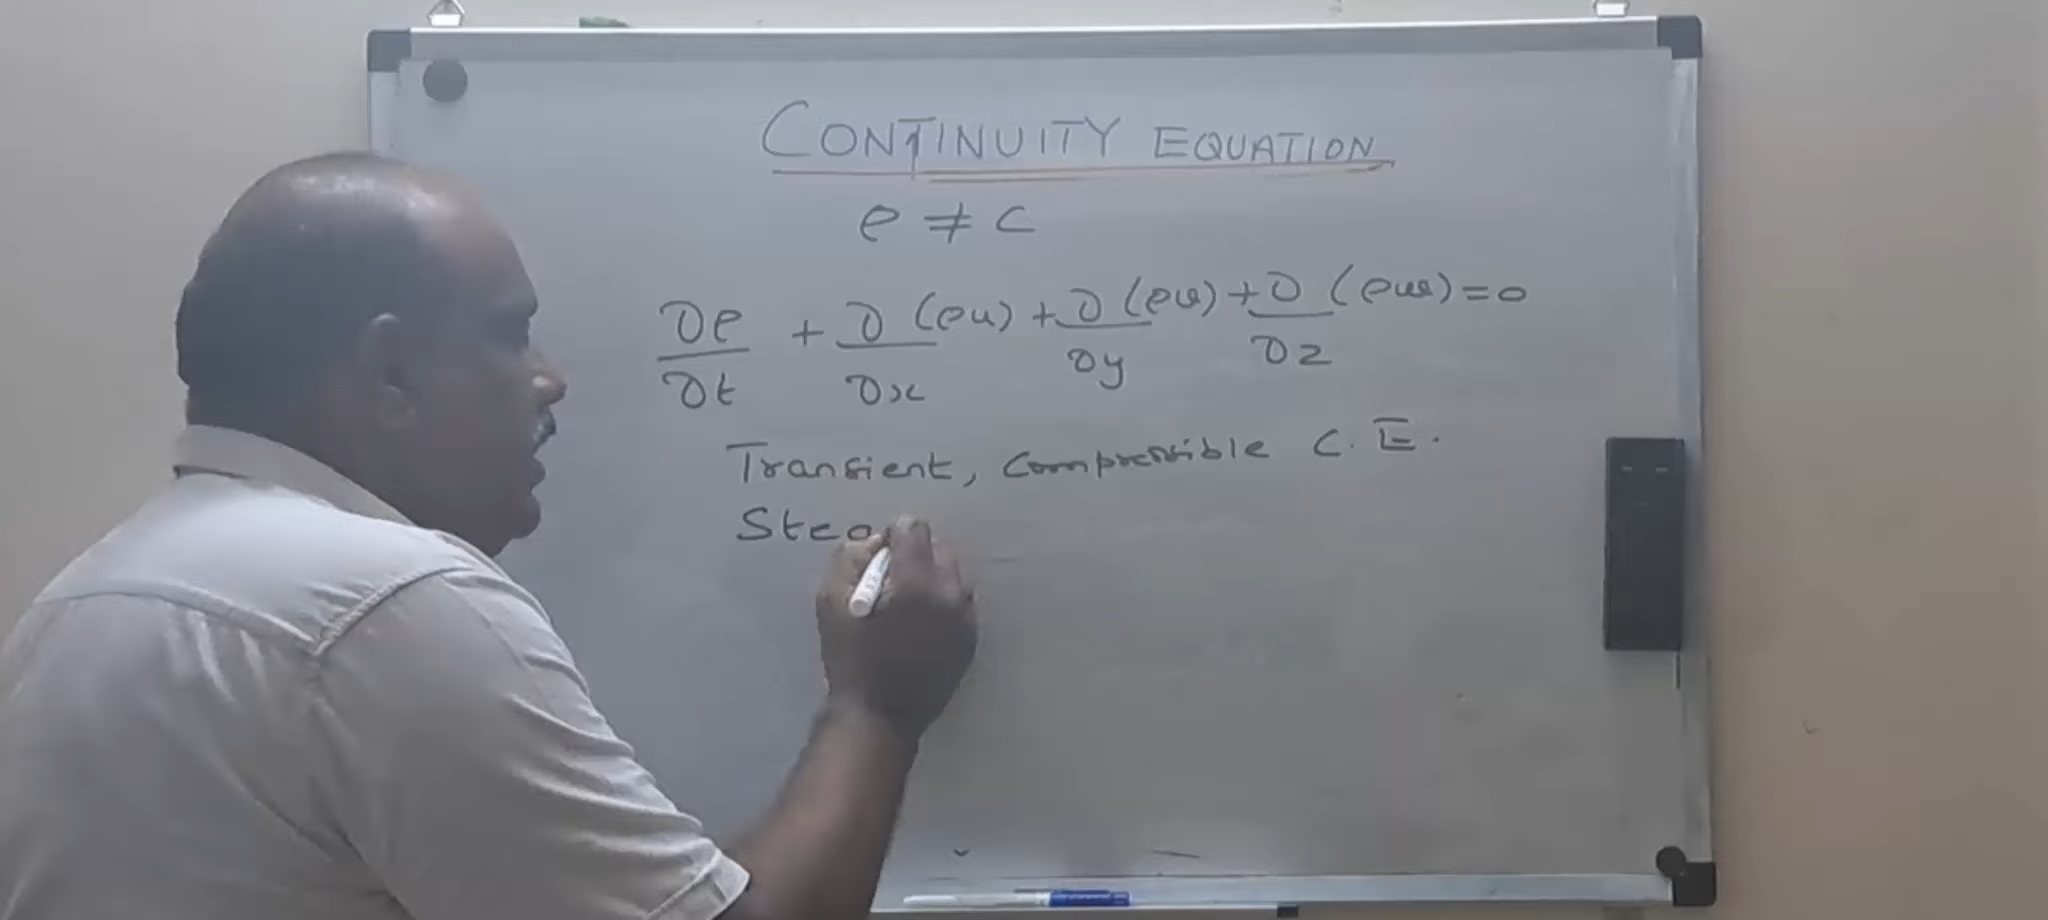 CONTINUITY EQUATION
ρ ≠ C
∂ρ/∂t + ∂/∂x (ρu) + ∂/∂y (ρv) + ∂/∂z (ρw) = 0
Transient, Compressible C. E.
Stea